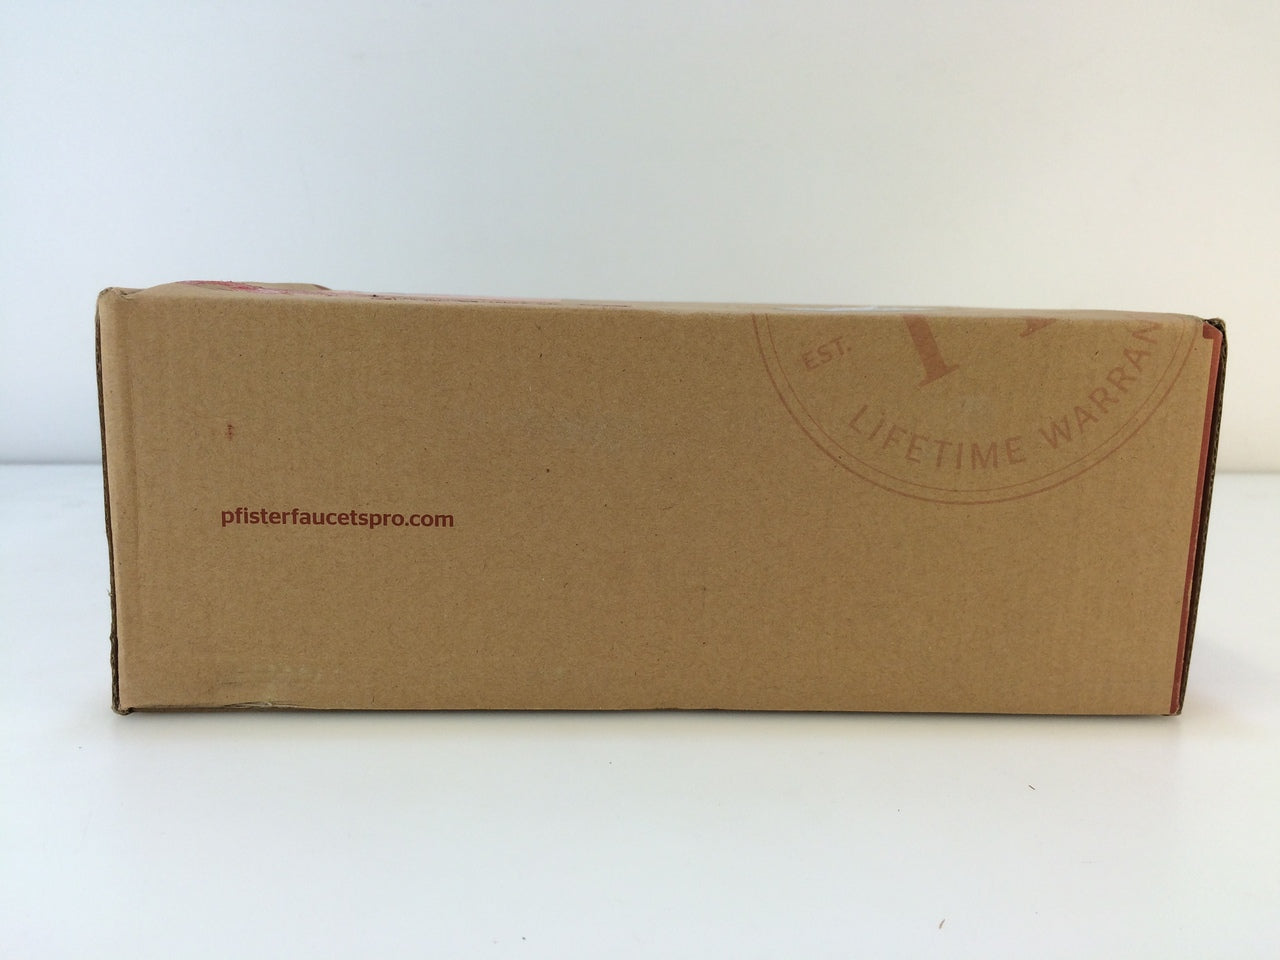 EST.
LIFETIME WARRAN
pfisterfaucetspro.com